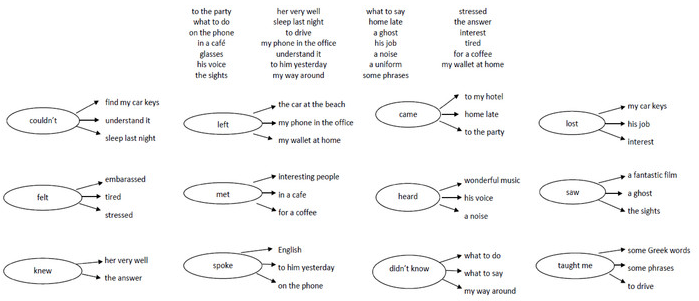 to the party
what to do
on the phone
in a café
glasses
his voice
the sights
her very well
sleep last night
to drive
my phone in the office
understand it
to him yesterday
my way around
what to say
home late
a ghost
his job
a noise
a uniform
some phrases
stressed
the answer
interest
tired
for a coffee
my wallet at home
couldn't
find my car keys
understand it
sleep last night
left
the car at the beach
my phone in the office
my wallet at home
came
to my hotel
home late
to the party
lost
my car keys
his job
interest
felt
embarassed
tired
stressed
met
interesting people
in a cafe
for a coffee
heard
wonderful music
his voice
a noise
saw
a fantastic film
a ghost
the sights
knew
her very well
the answer
spoke
English
to him yesterday
on the phone
didn't know
what to do
what to say
my way around
taught me
some Greek words
some phrases
to drive